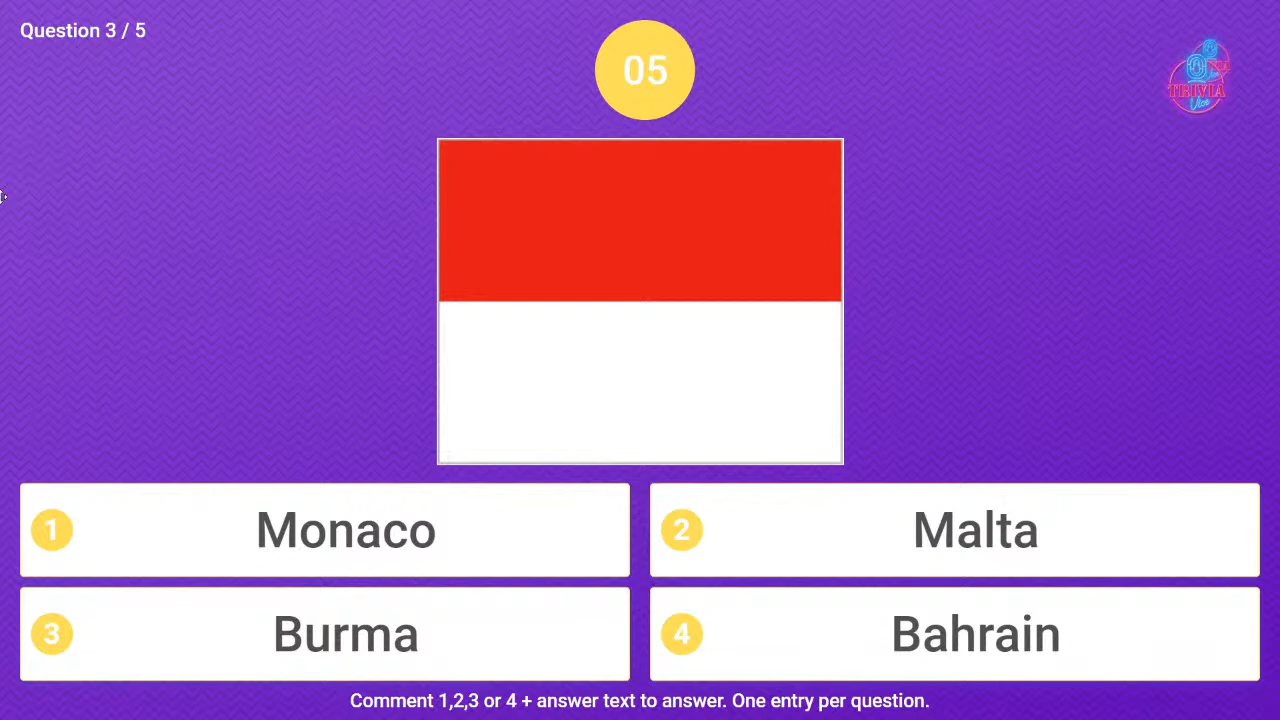 Question 3 / 5
05
TRIVIA
Vice
1 Monaco
2 Malta
3 Burma
4 Bahrain
Comment 1,2,3 or 4 + answer text to answer. One entry per question.